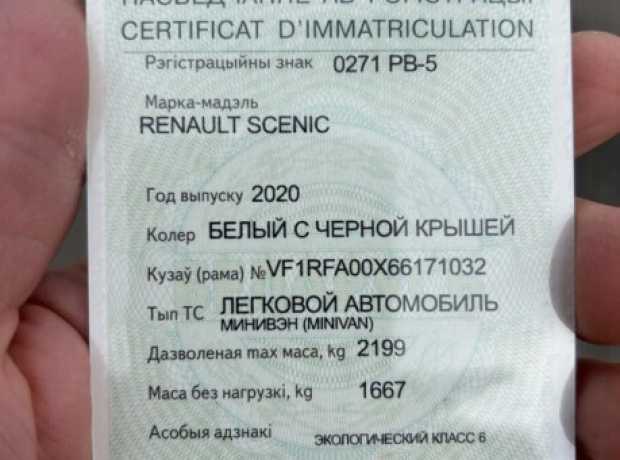 CERTIFICAT D'IMMATRICULATION
Рэгістрацыйны знак 0271 PB-5
Марка-мадэль
RENAULT SCENIC
Год выпуску 2020
Колер БЕЛЫЙ С ЧЕРНОЙ КРЫШЕЙ
Кузаў (рама) № VF1RFA00X66171032
Тып ТС ЛЕГКОВОЙ АВТОМОБИЛЬ
МИНИВЭН (MINIVAN)
Дазволеная max маса, kg 2199
Маса без нагрузкі, kg 1667
Асобыя адзнакі ЭКОЛОГИЧЕСКИЙ КЛАСС 6